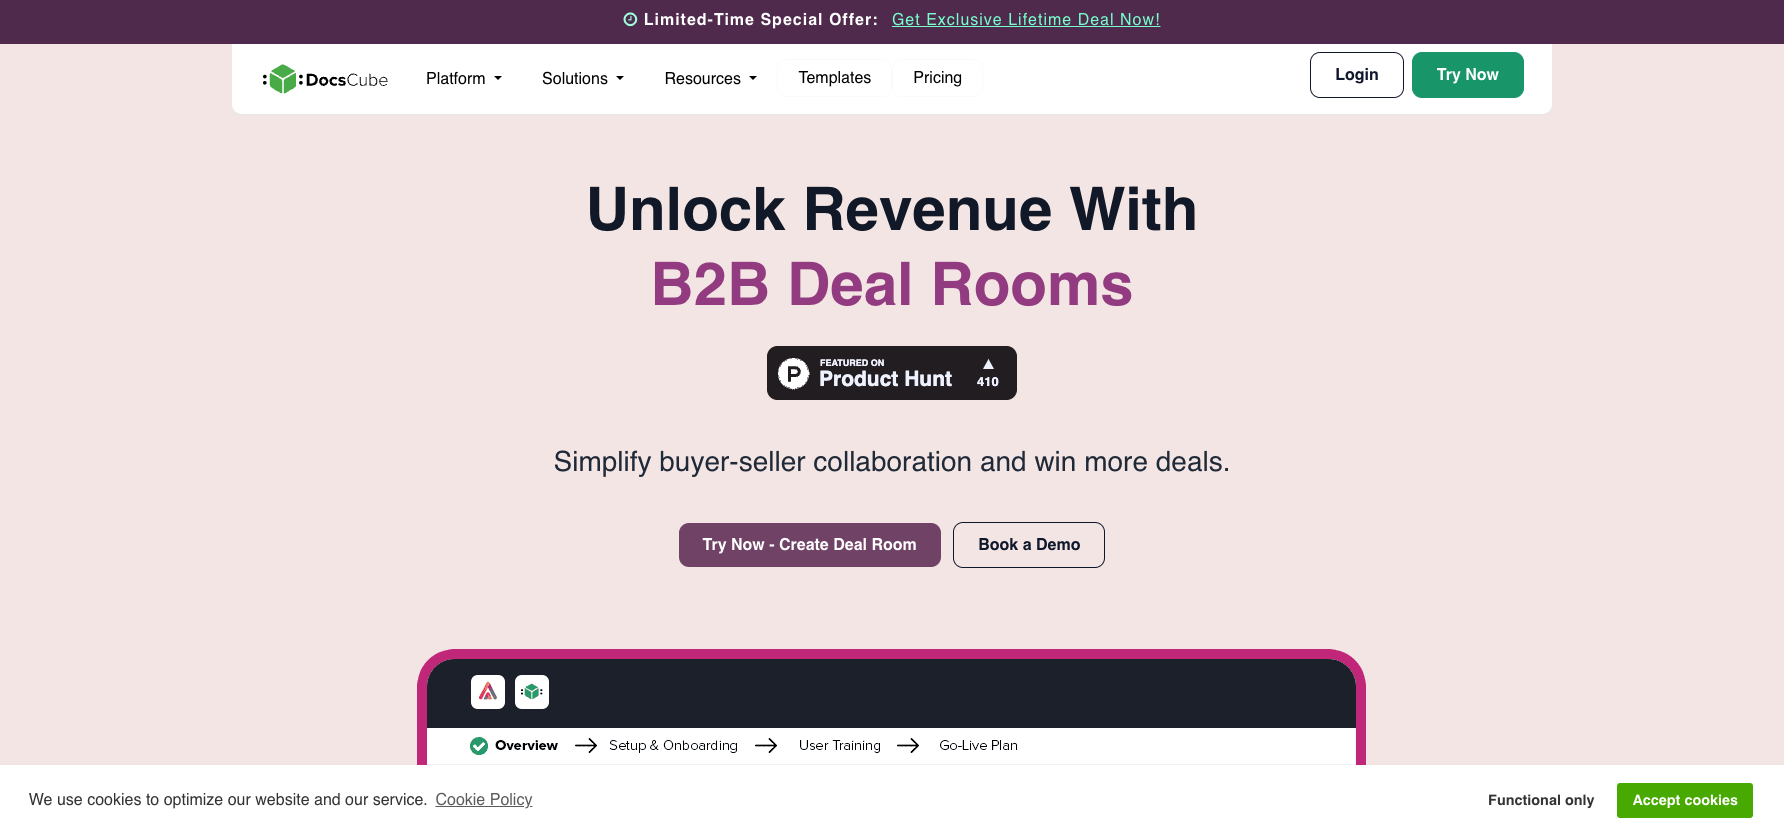 Limited-Time Special Offer: Get Exclusive Lifetime Deal Now!
DocsCube Platform Solutions Resources Templates Pricing Login Try Now
Unlock Revenue With
B2B Deal Rooms
FEATURED ON
Product Hunt
410
Simplify buyer-seller collaboration and win more deals.
Try Now - Create Deal Room Book a Demo
Overview Setup & Onboarding User Training Go-Live Plan
We use cookies to optimize our website and our service. Cookie Policy Functional only Accept cookies